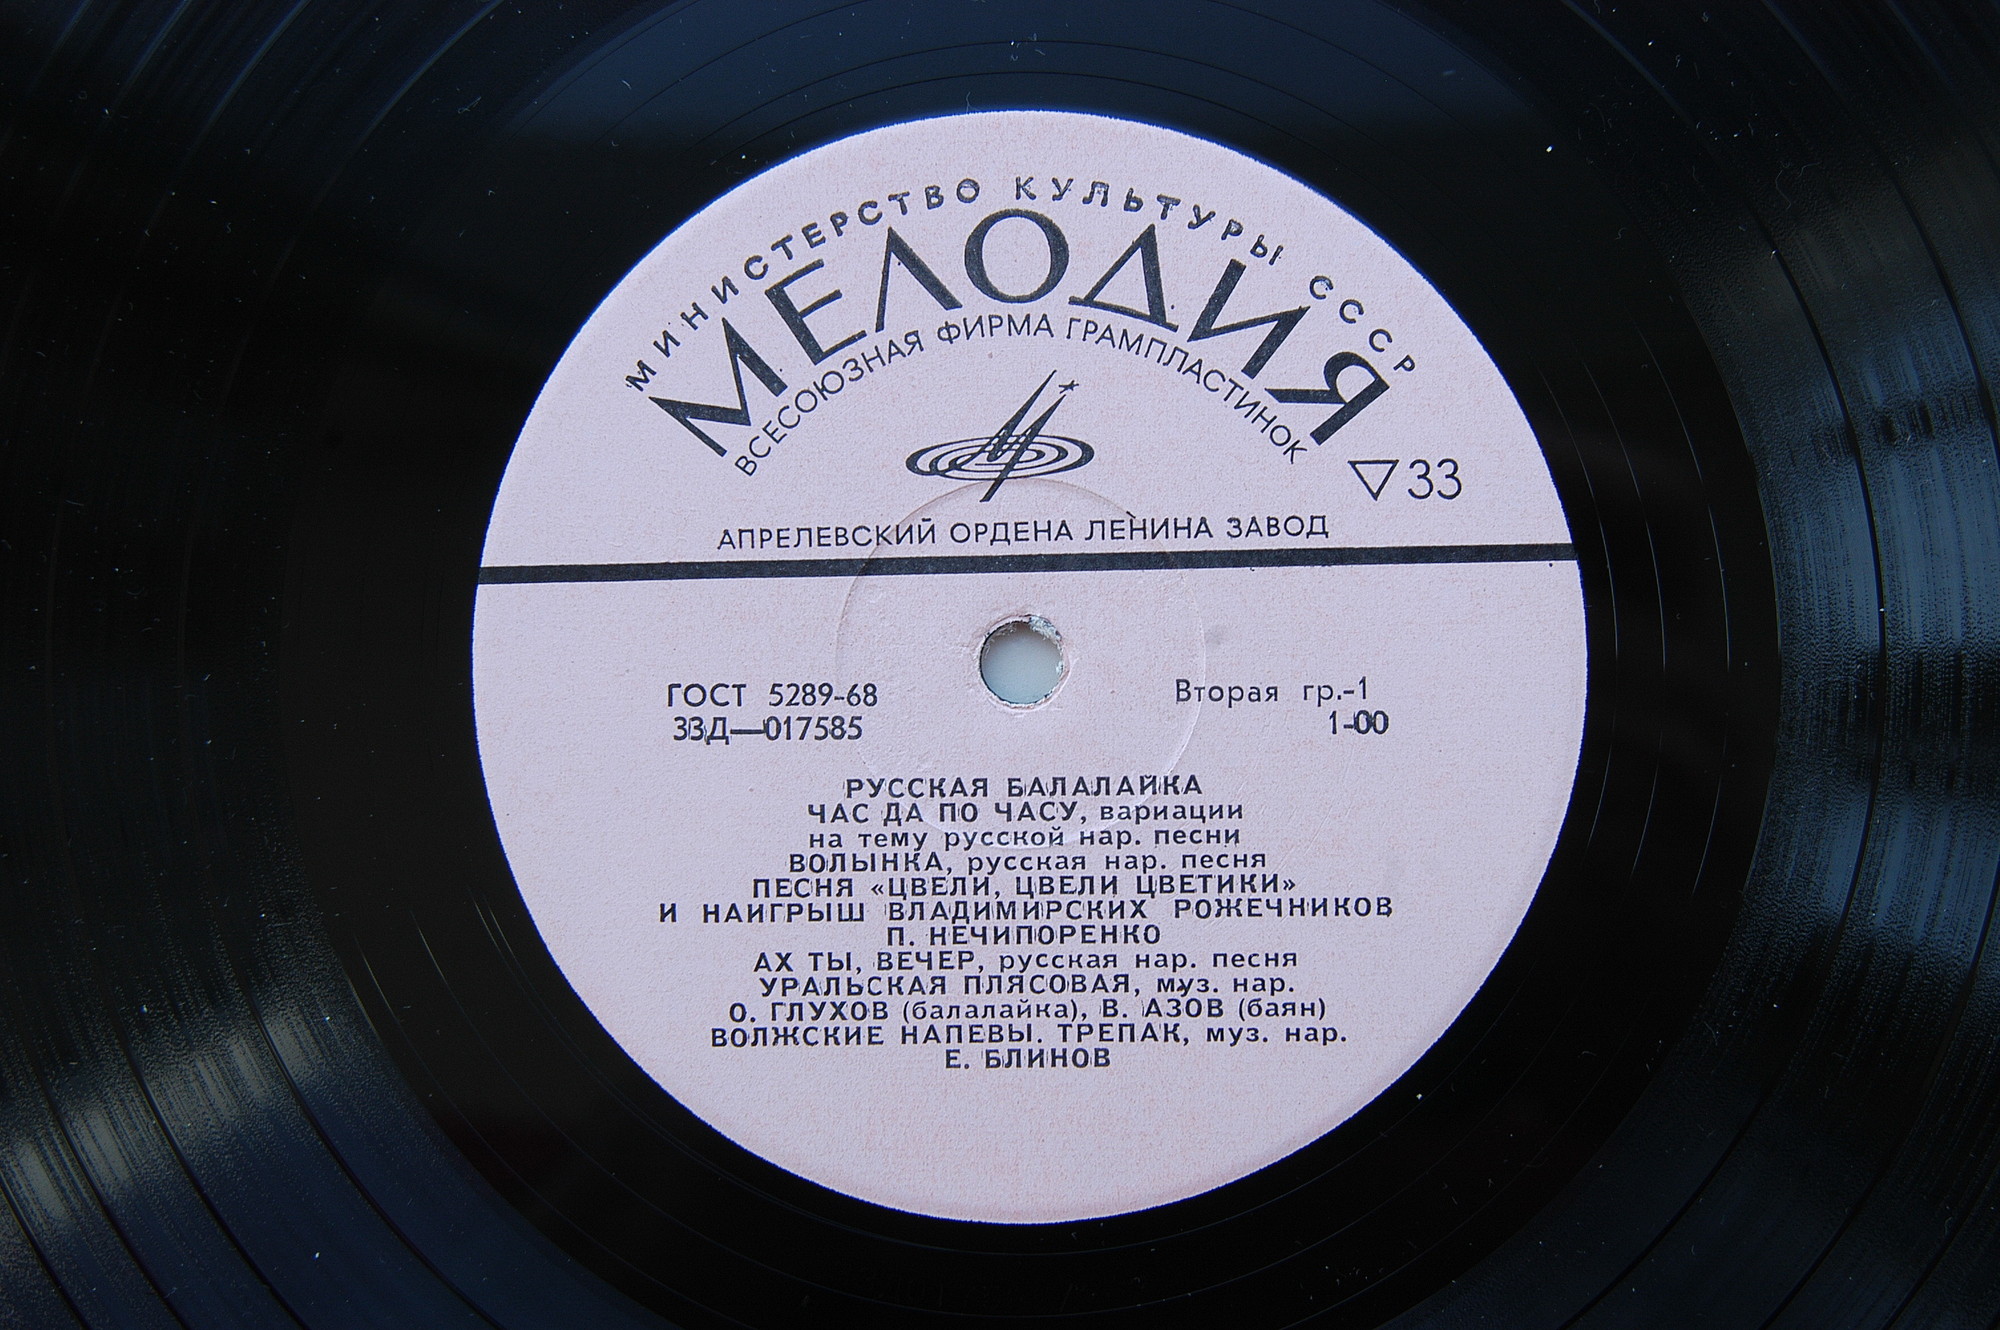 МИНИСТЕРСТВО КУЛЬТУРЫ СССР
МЕЛОДИЯ
ВСЕСОЮЗНАЯ ФИРМА ГРАМПЛАСТИНОК
33
АПРЕЛЕВСКИЙ ОРДЕНА ЛЕНИНА ЗАВОД
ГОСТ 5289-68
33Д—017585
Вторая гр.-1
1-00
РУССКАЯ БАЛАЛАЙКА
ЧАС ДА ПО ЧАСУ, вариации
на тему русской нар. песни
ВОЛЫНКА, русская нар. песня
ПЕСНЯ «ЦВЕЛИ, ЦВЕЛИ ЦВЕТИКИ»
И НАИГРЫШ ВЛАДИМИРСКИХ РОЖЕЧНИКОВ
П. НЕЧИПОРЕНКО
АХ ТЫ, ВЕЧЕР, русская нар. песня
УРАЛЬСКАЯ ПЛЯСОВАЯ, муз. нар.
О. ГЛУХОВ (балалайка), В. АЗОВ (баян)
ВОЛЖСКИЕ НАПЕВЫ. ТРЕПАК, муз. нар.
Е. БЛИНОВ